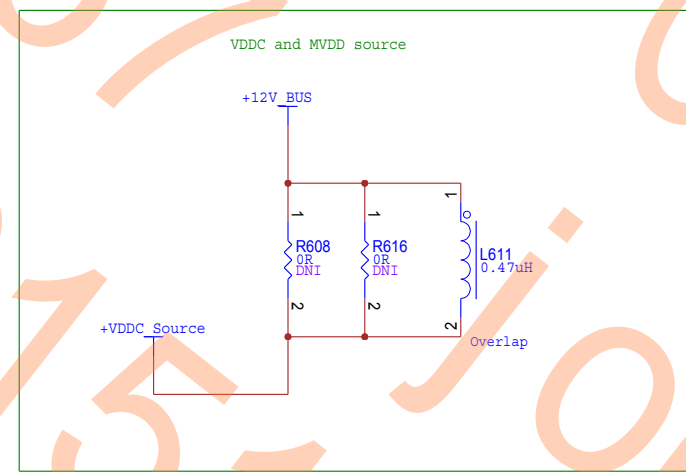 VDDC and MVDD source
+12V_BUS
1
1
1
R608
0R
DNI
R616
0R
DNI
L611
0.47uH
2
2
2
+VDDC_Source
Overlap